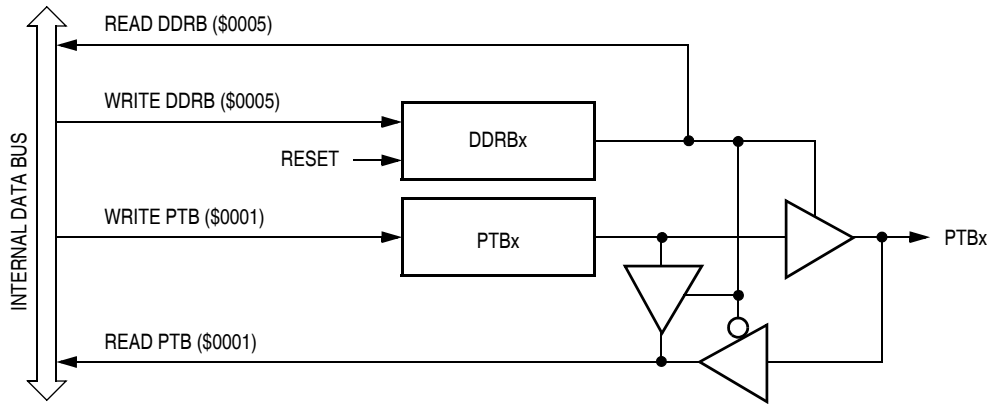 READ DDRB ($0005)
WRITE DDRB ($0005)
DDRBx
RESET
INTERNAL DATA BUS
WRITE PTB ($0001)
PTBx
PTBx
READ PTB ($0001)